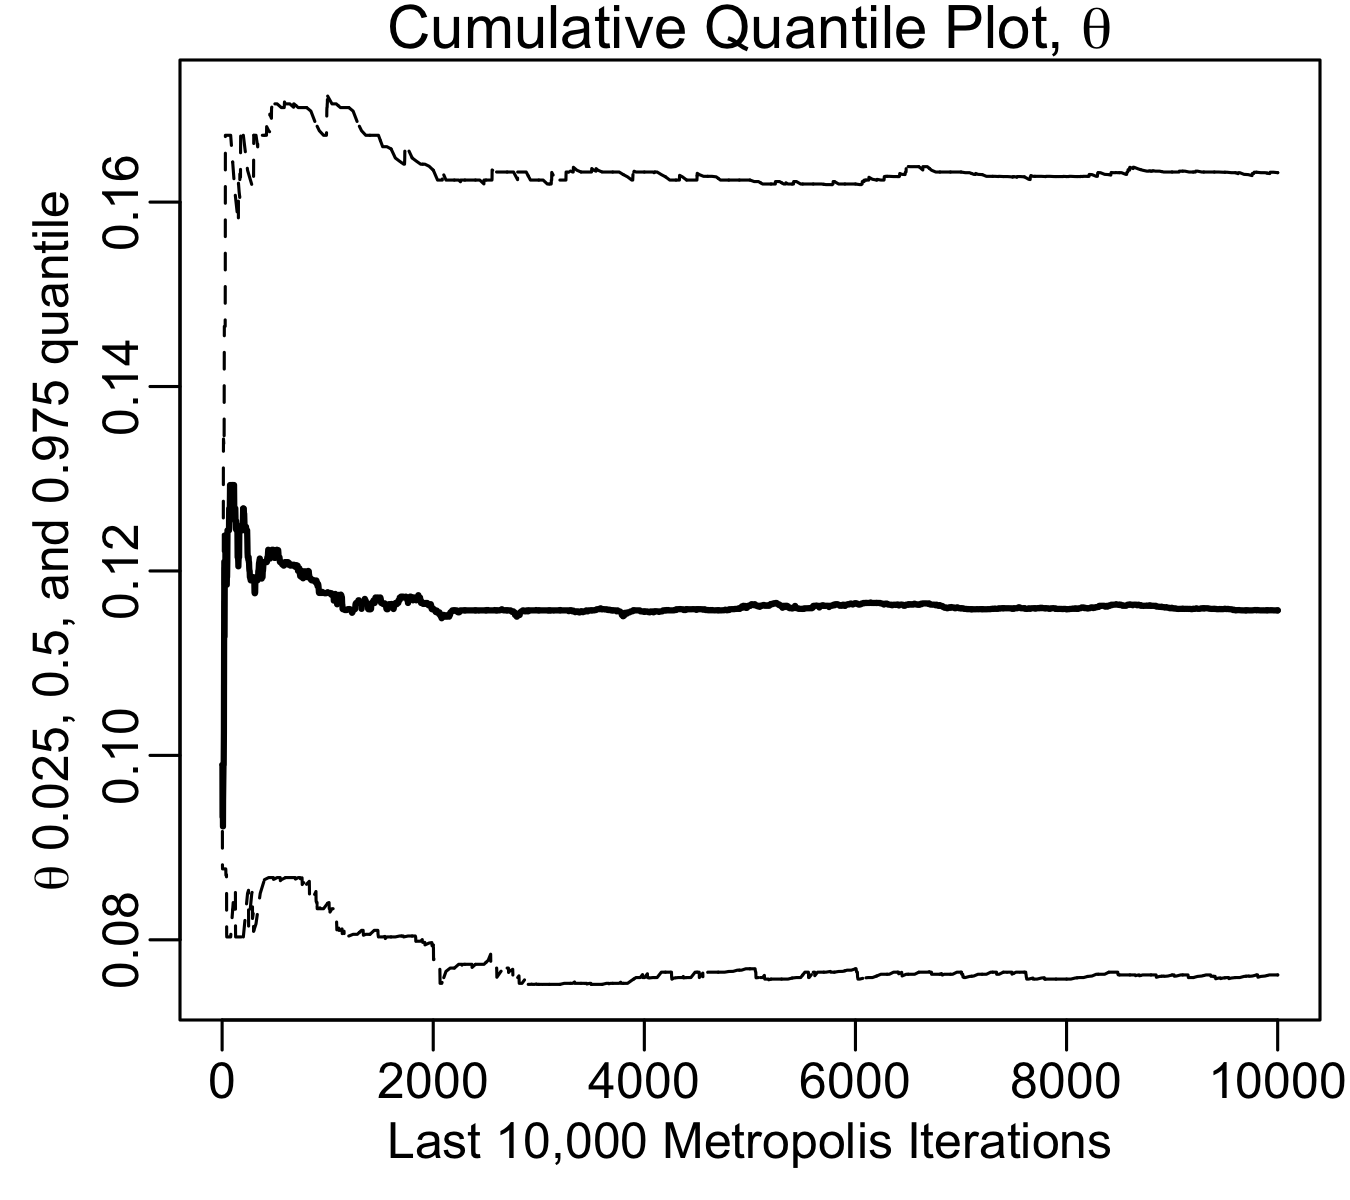 Cumulative Quantile Plot, θ
θ 0.025, 0.5, and 0.975 quantile
0.16
0.14
0.12
0.10
0.08
0 2000 4000 6000 8000 10000
Last 10,000 Metropolis Iterations